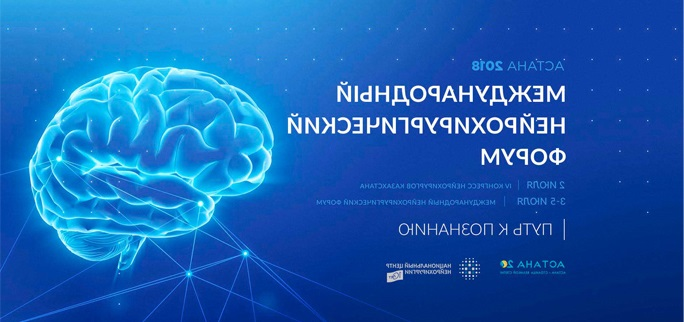 АСТАНА 2018
МЕЖДУНАРОДНЫЙ
НЕЙРОХИРУРГИЧЕСКИЙ
ФОРУМ
2 ИЮЛЯ | IV КОНГРЕСС НЕЙРОХИРУРГОВ КАЗАХСТАНА
3-5 ИЮЛЯ | МЕЖДУНАРОДНЫЙ НЕЙРОХИРУРГИЧЕСКИЙ ФОРУМ
ПУТЬ К ПОЗНАНИЮ
АСТАНА 20
НАЦИОНАЛЬНЫЙ ЦЕНТР
НЕЙРОХИРУРГИИ